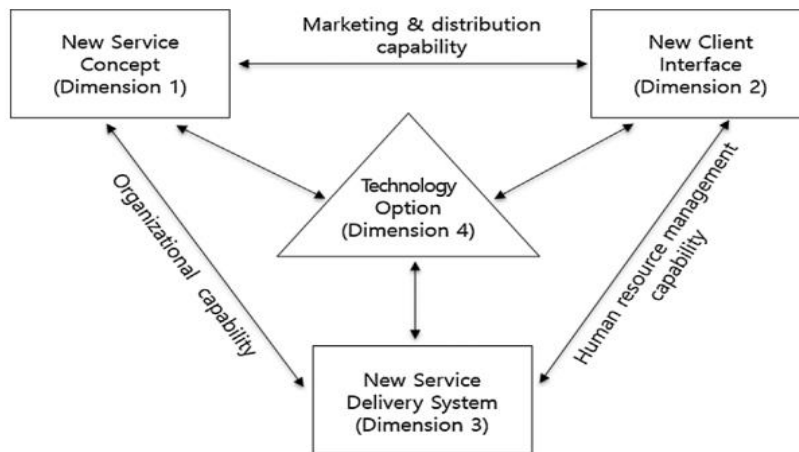 Marketing & distribution
capability
New Service
Concept
(Dimension 1)
New Client
Interface
(Dimension 2)
Technology
Option
(Dimension 4)
Organizational capability
Human resource management
capability
New Service
Delivery System
(Dimension 3)